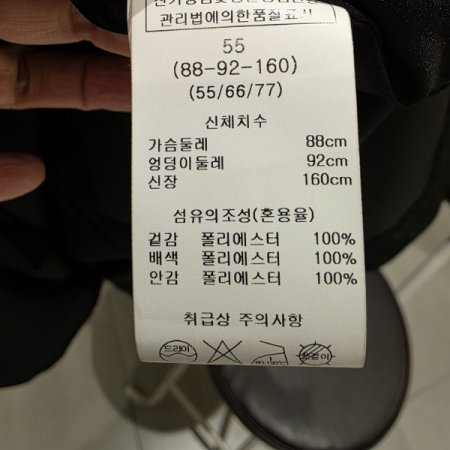 관리법에의한품질표시
55
(88-92-160)
(55/66/77)
신체치수
가슴둘레 88cm
엉덩이둘레 92cm
신장 160cm
섬유의조성(혼용율)
겉감 폴리에스터 100%
배색 폴리에스터 100%
안감 폴리에스터 100%
취급상 주의사항
드라이